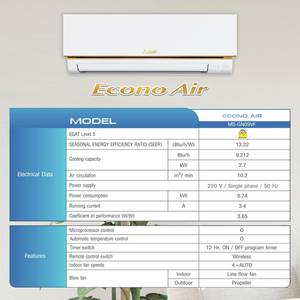 Econo Air
MODEL
ECONO AIR
MS-GN09VF
Electrical Data
EGAT Level 5
SEASONAL ENERGY EFFICIENCY RATIO (SEER) (Btu/h/W) 13.22
Cooling capacity Btu/h 9,212
kW 2.7
Air circulation m³/ min 10.2
Power supply 220 V / Single phase / 50 Hz
Power consumption kW 0.74
Running current A 3.4
Coefficient of performance (W/W) 3.65
Features
Microprocessor control O
Automatic temperature control O
Timer switch 12 Hr. ON / OFF program timer
Remote control switch Wireless
Indoor fan speeds 4+AUTO
Blow fan Indoor Line flow fan
Outdoor Propeller